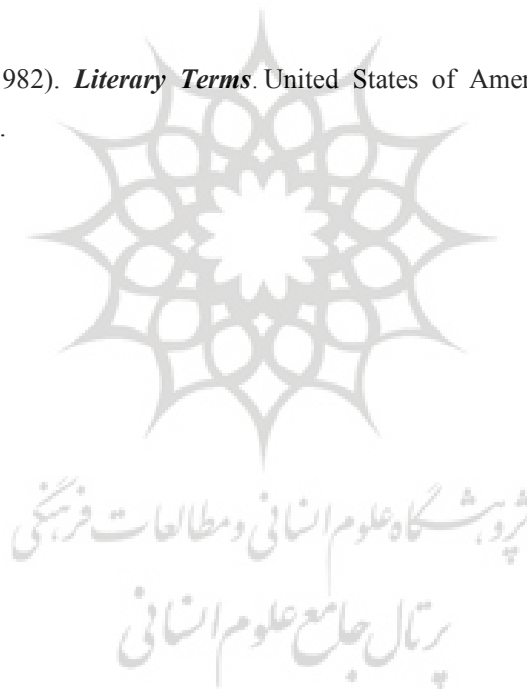 982). Literary Terms. United States of Amer
.
پژوهشگاه علوم انسانی و مطالعات فرهنگی
پرتال جامع علوم انسانی